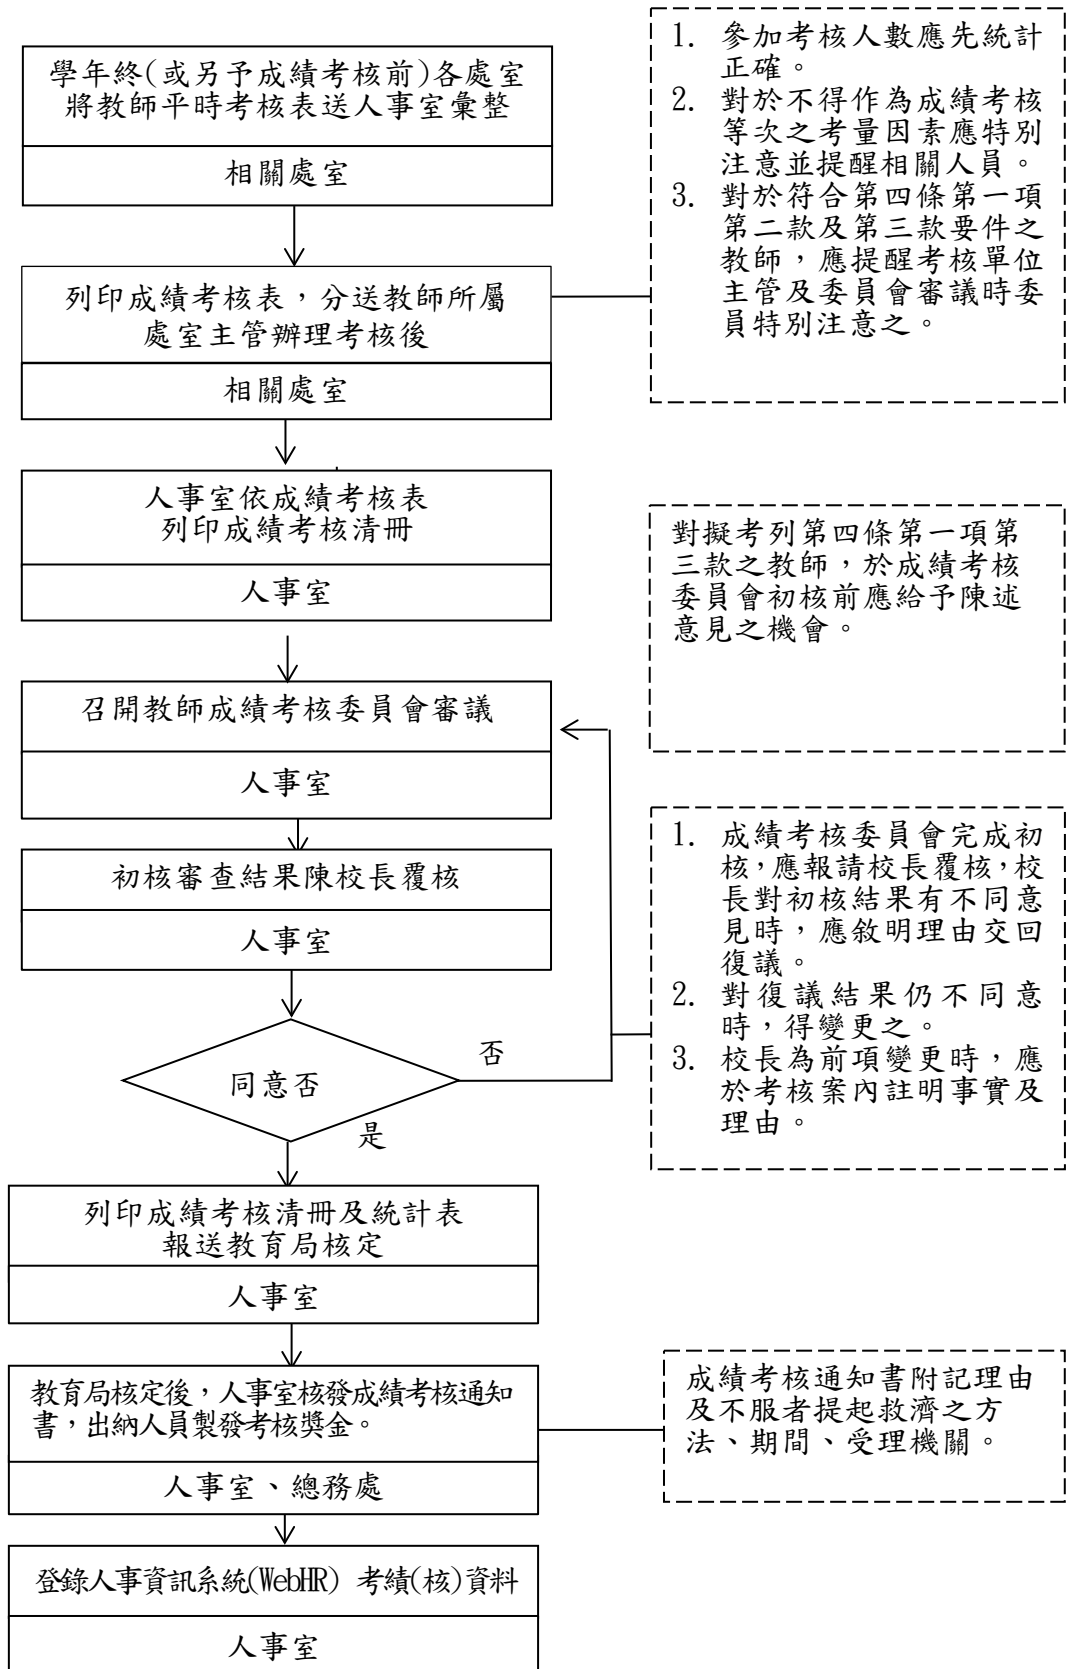 學年終(或另予成績考核前)各處室
將教師平時考核表送人事室彙整
相關處室
1. 參加考核人數應先統計
正確。
2. 對於不得作為成績考核
等次之考量因素應特別
注意並提醒相關人員。
3. 對於符合第四條第一項
第二款及第三款要件之
教師，應提醒考核單位
主管及委員會審議時委
員特別注意之。
列印成績考核表，分送教師所屬
處室主管辦理考核後
相關處室
人事室依成績考核表
列印成績考核清冊
人事室
對擬考列第四條第一項第
三款之教師，於成績考核
委員會初核前應給予陳述
意見之機會。
召開教師成績考核委員會審議
人事室
初核審查結果陳校長覆核
人事室
1. 成績考核委員會完成初
核，應報請校長覆核，校
長對初核結果有不同意
見時，應敘明理由交回
復議。
2. 對復議結果仍不同意
時，得變更之。
3. 校長為前項變更時，應
於考核案內註明事實及
理由。
同意否
否
是
列印成績考核清冊及統計表
報送教育局核定
人事室
教育局核定後，人事室核發成績考核通知
書，出納人員製發考核獎金。
人事室、總務處
成績考核通知書附記理由
及不服者提起救濟之方
法、期間、受理機關。
登錄人事資訊系統(WebHR) 考績(核)資料
人事室